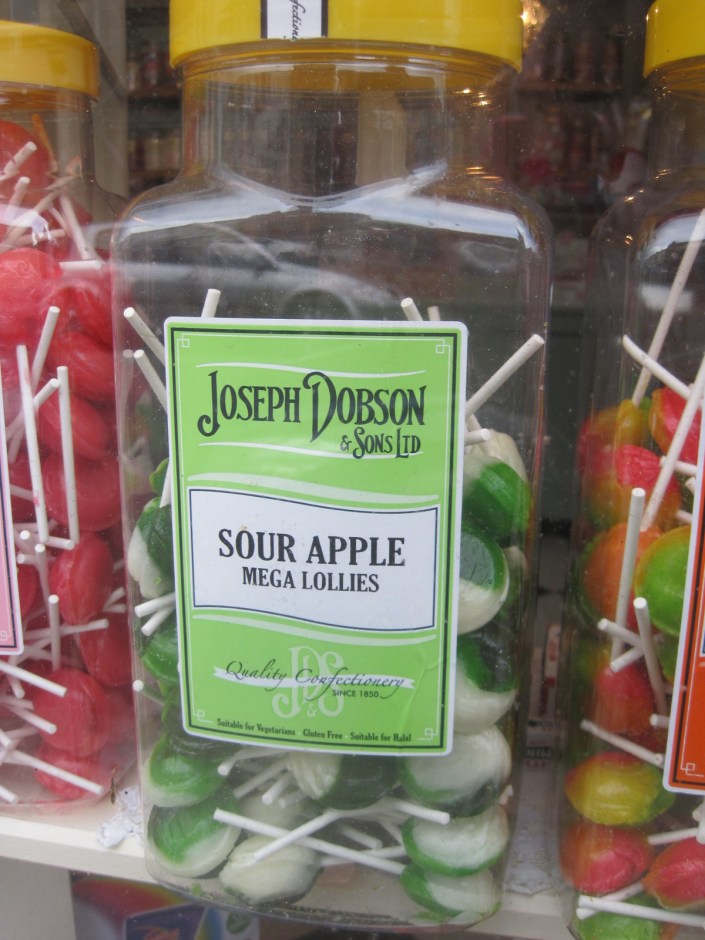 JOSEPH DOBSON
& SONS LTD
SOUR APPLE
MEGA LOLLIES
Quality Confectionery
SINCE 1850
JD&S
Suitable for Vegetarians · Gluten Free · Suitable for Halal